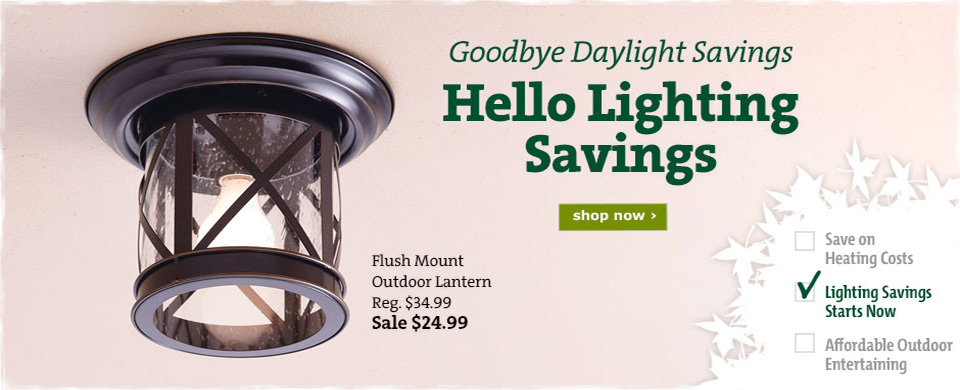 Goodbye Daylight Savings
Hello Lighting
Savings
shop now ›
Flush Mount
Outdoor Lantern
Reg. $34.99
Sale $24.99
Save on
Heating Costs
Lighting Savings
Starts Now
Affordable Outdoor
Entertaining